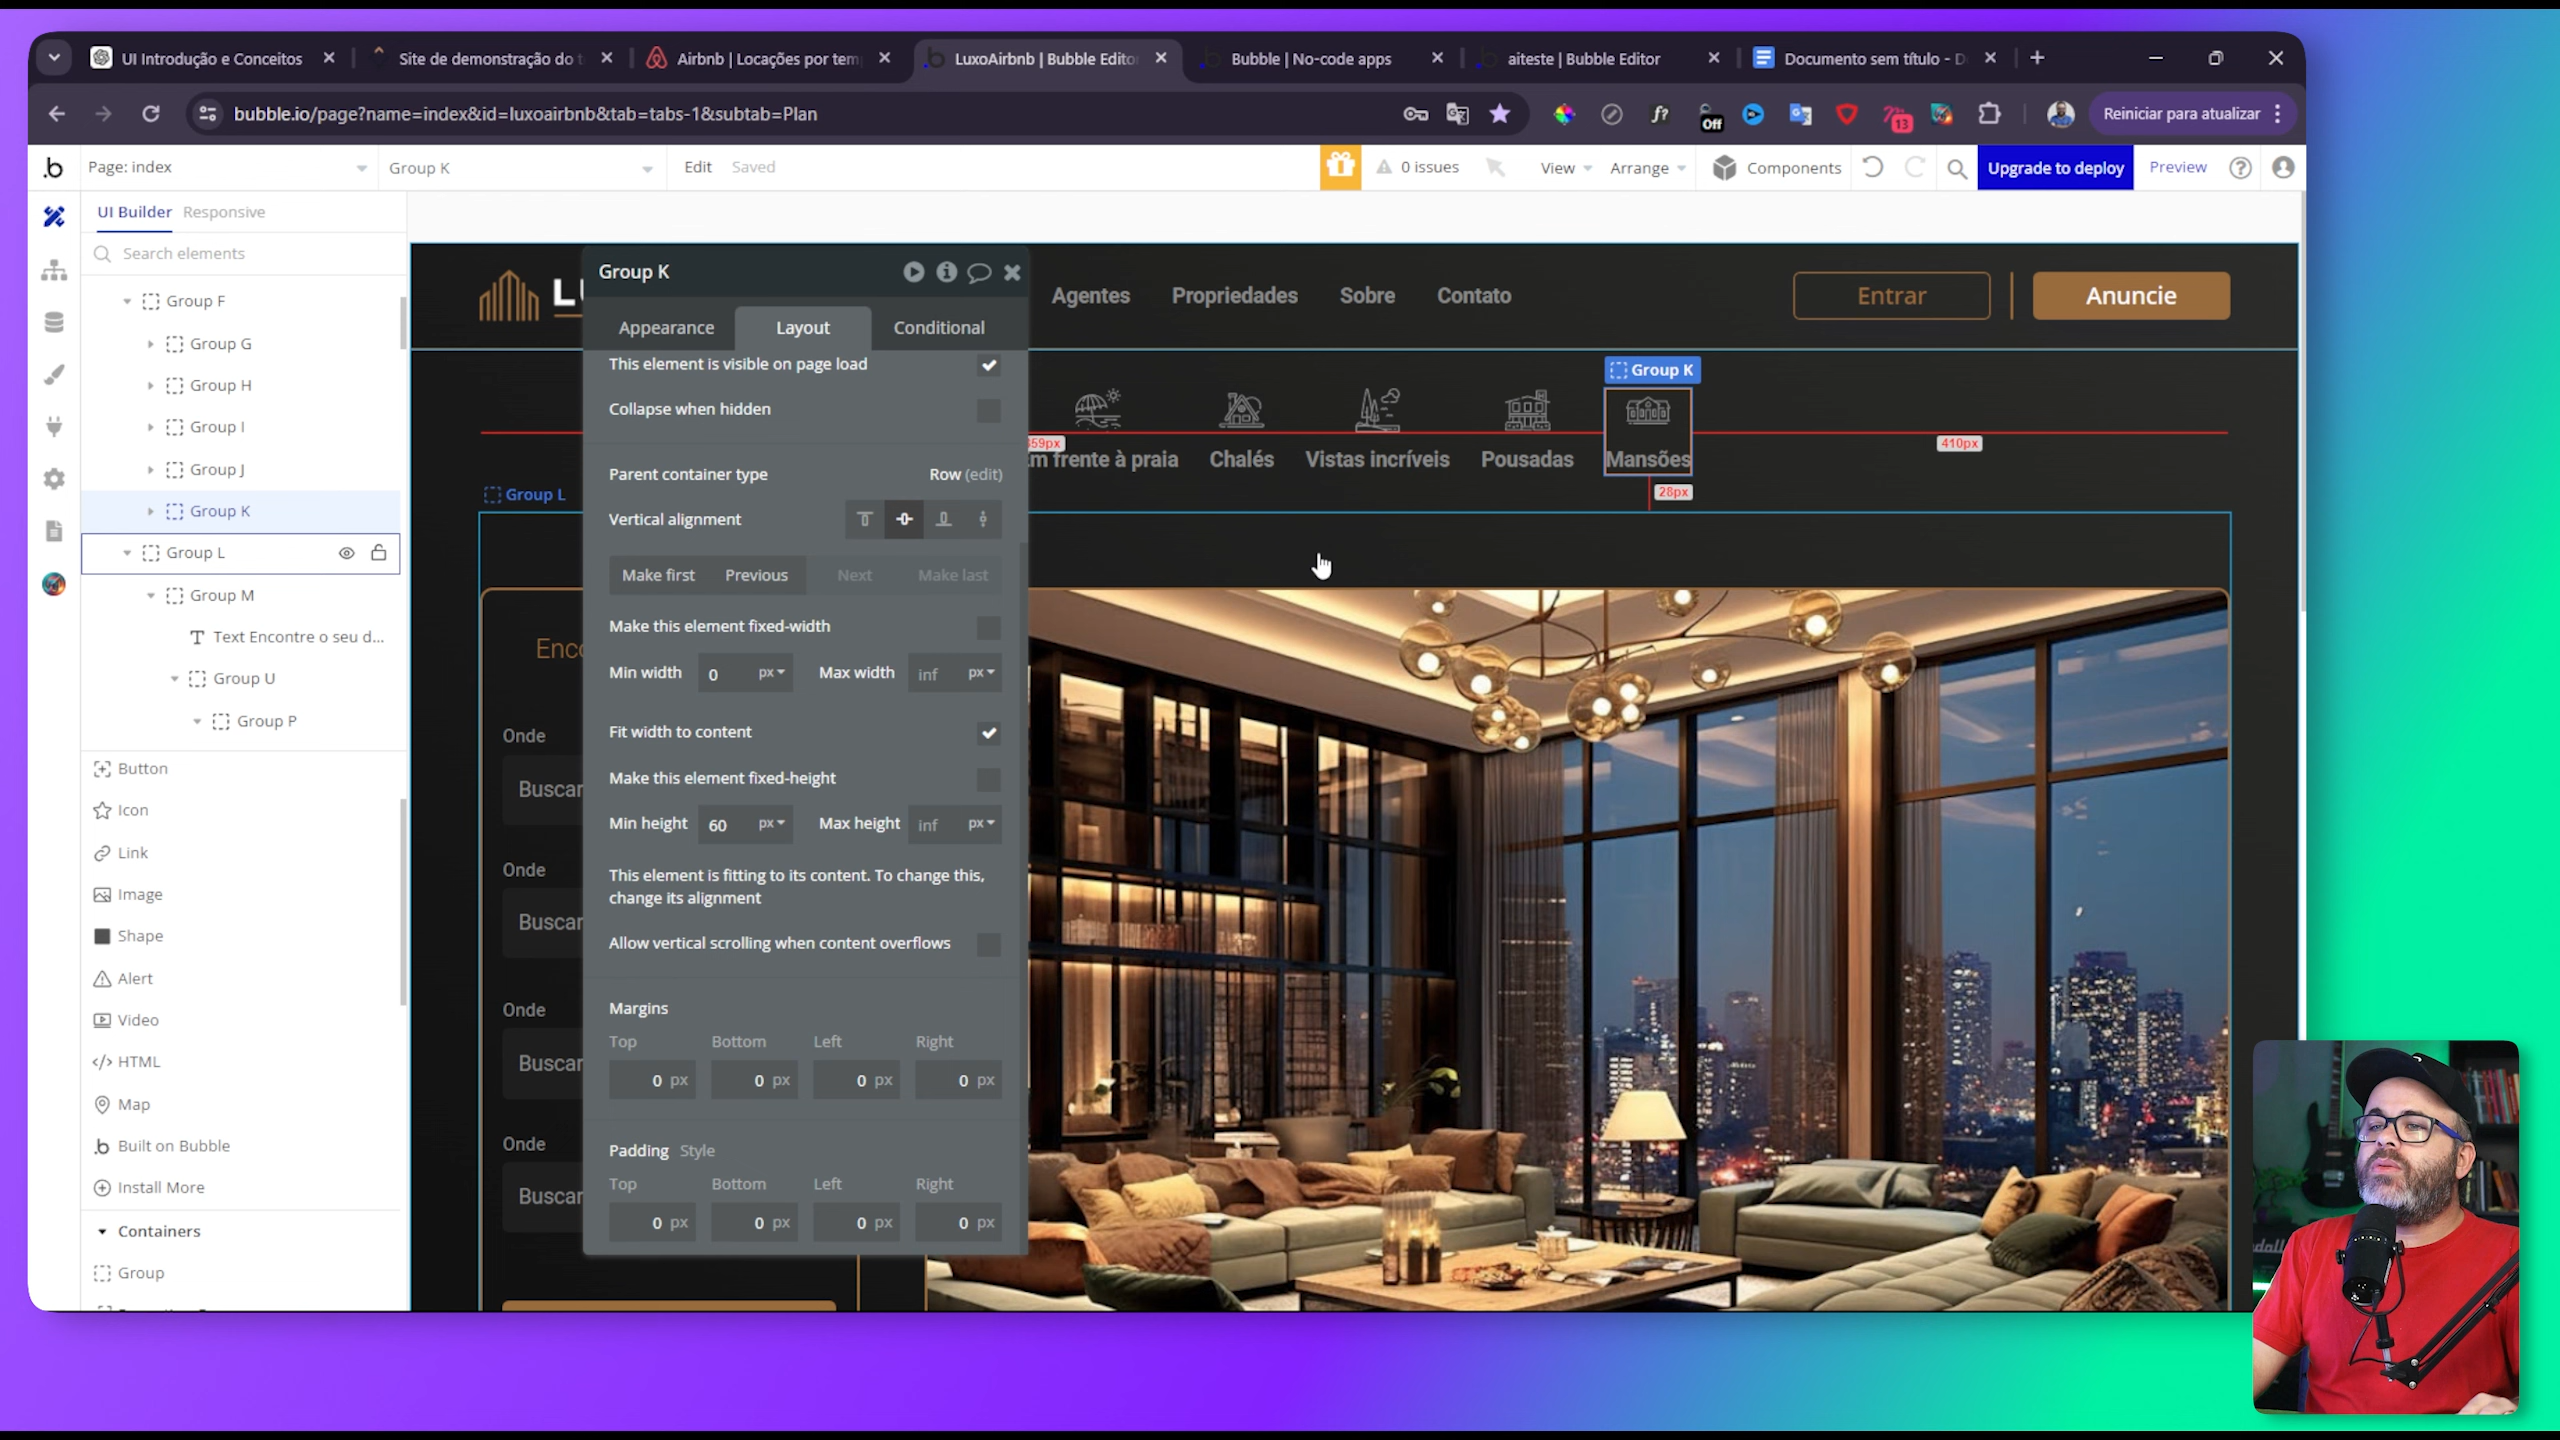 UI Introdução e Conceitos
Site de demonstração do t
Airbnb | Locações por tem
LuxoAirbnb | Bubble Edito
Bubble | No-code apps
aiteste | Bubble Editor
Documento sem título - D
bubble.io/page?name=index&id=luxoairbnb&tab=tabs-1&subtab=Plan
Off
13
Reiniciar para atualizar
Page: index
Group K
Edit
Saved
0 issues
View
Arrange
Components
Upgrade to deploy
Preview
UI Builder
Responsive
Search elements
Group F
Group G
Group H
Group I
Group J
Group K
Group L
Group M
Text Encontre o seu d...
Group U
Group P
Button
Icon
Link
Image
Shape
Alert
Video
HTML
Map
Built on Bubble
Install More
Containers
Group
Group K
Appearance
Layout
Conditional
This element is visible on page load
Collapse when hidden
Parent container type
Row (edit)
Vertical alignment
Make first
Previous
Next
Make last
Make this element fixed-width
Min width 0 px
Max width inf px
Fit width to content
Make this element fixed-height
Min height 60 px
Max height inf px
This element is fitting to its content. To change this,
change its alignment
Allow vertical scrolling when content overflows
Margins
Top Bottom Left Right
0 px 0 px 0 px 0 px
Padding Style
Top Bottom Left Right
0 px 0 px 0 px 0 px
LU
Agentes
Propriedades
Sobre
Contato
Entrar
Anuncie
Group K
359px
410px
m frente à praia
Chalés
Vistas incríveis
Pousadas
Mansões
28px
Group L
Enco
Onde
Buscar
Onde
Buscar
Onde
Buscar
Onde
Buscar